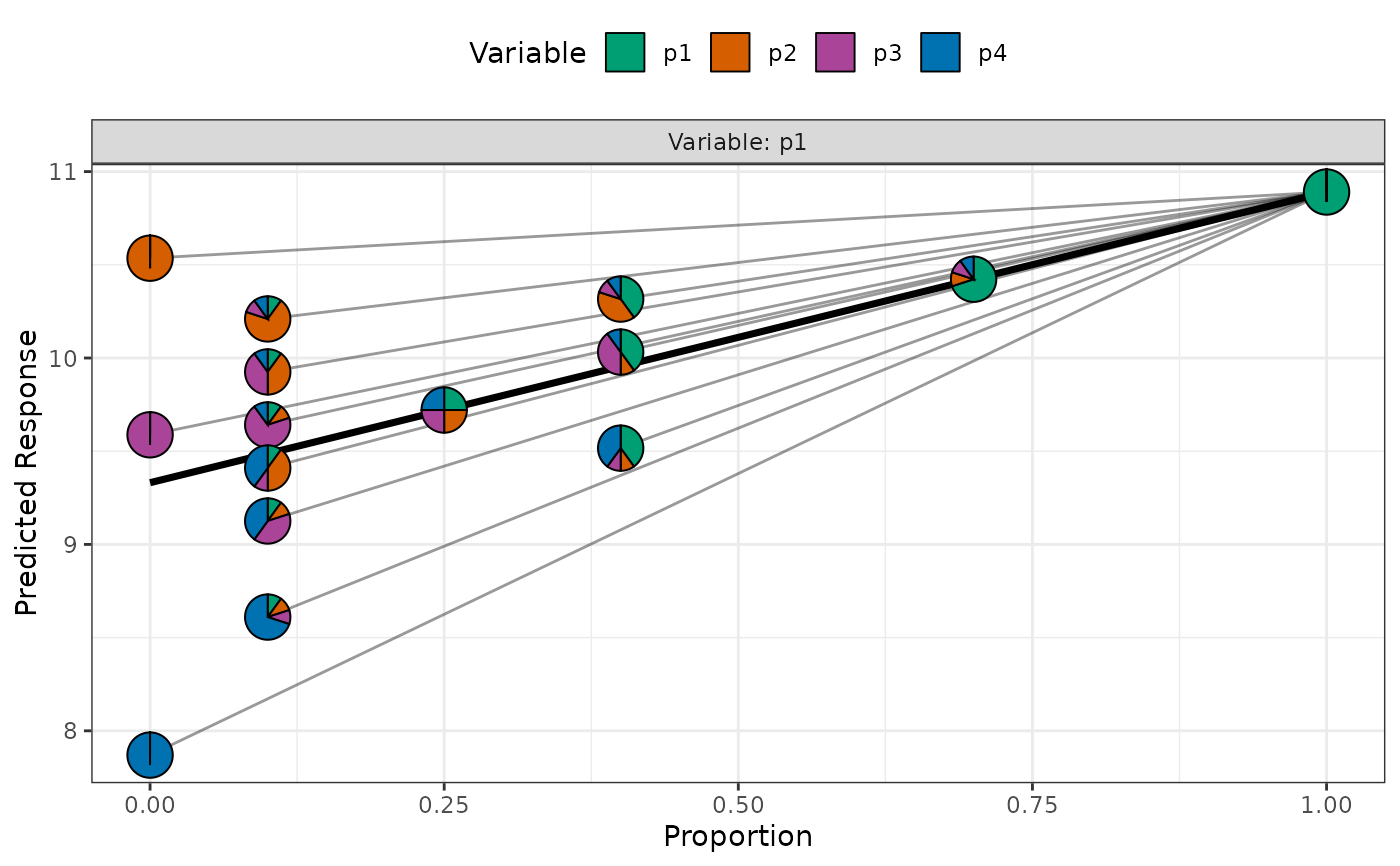 Variable p1 p2 p3 p4
Variable: p1
11
10
9
8
Predicted Response
0.00 0.25 0.50 0.75 1.00
Proportion